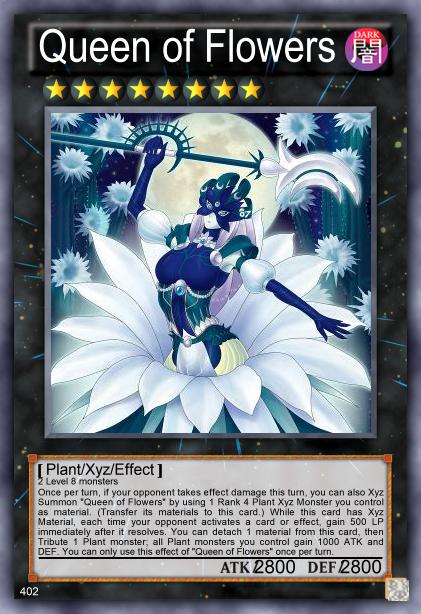 Queen of Flowers
DARK
闇
87
[ Plant/Xyz/Effect ]
2 Level 8 monsters
Once per turn, if your opponent takes effect damage this turn, you can also Xyz
Summon "Queen of Flowers" by using 1 Rank 4 Plant Xyz Monster you control
as material. (Transfer its materials to this card.) While this card has Xyz
Material, each time your opponent activates a card or effect, gain 500 LP
immediately after it resolves. You can detach 1 material from this card, then
Tribute 1 Plant monster; all Plant monsters you control gain 1000 ATK and
DEF. You can only use this effect of "Queen of Flowers" once per turn.
ATK 2800 DEF 2800
402